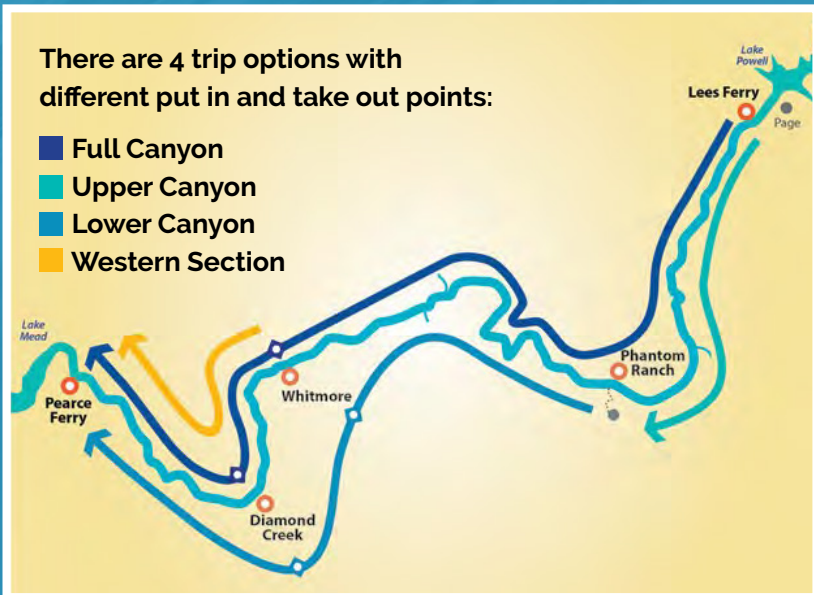 There are 4 trip options with
different put in and take out points:
Full Canyon
Upper Canyon
Lower Canyon
Western Section
Lake
Powell
Lees Ferry
Page
Lake
Mead
Pearce
Ferry
Whitmore
Phantom
Ranch
Diamond
Creek